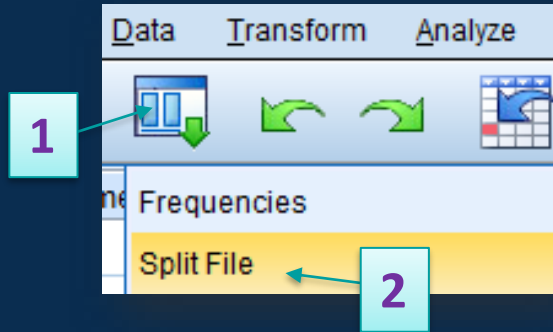 Data Transform Analyze
1
Frequencies
Split File
2